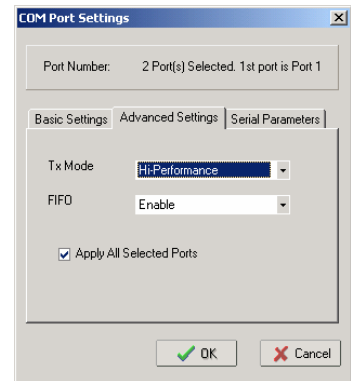 COM Port Settings
Port Number: 2 Port(s) Selected. 1st port is Port 1
Basic Settings Advanced Settings Serial Parameters
Tx Mode Hi-Performance
FIFO Enable
Apply All Selected Ports
OK Cancel